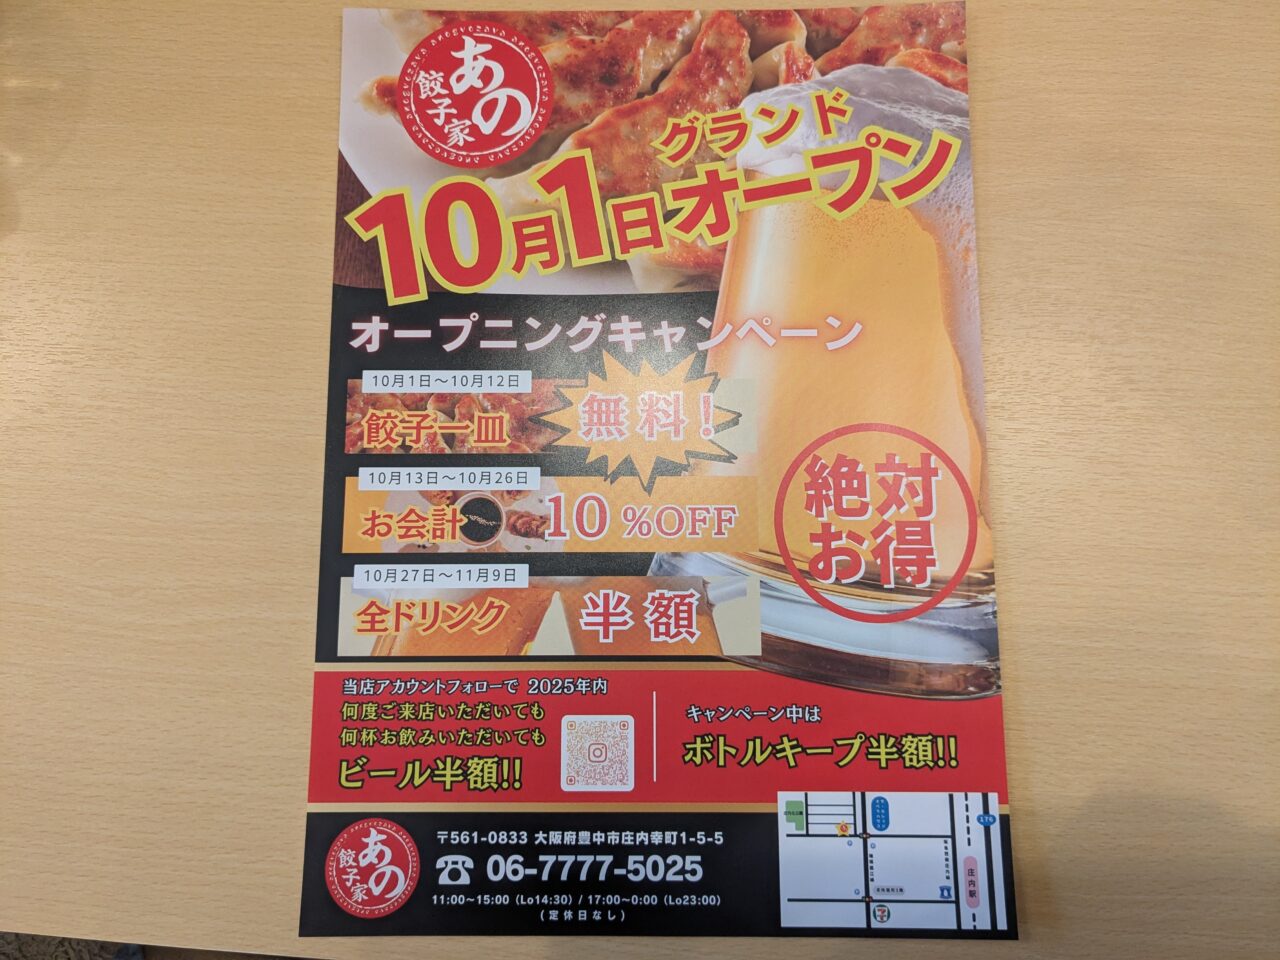 あの
餃子家
グランド
10月1日オープン
オープニングキャンペーン
10月1日～10月12日
餃子一皿 無料！
10月13日～10月26日
お会計 10%OFF
10月27日～11月9日
全ドリンク 半額
絶対
お得
当店アカウントフォローで 2025年内
何度ご来店いただいても
何杯お飲みいただいても
ビール半額!!
キャンペーン中は
ボトルキープ半額!!
あの
餃子家
〒561-0833 大阪府豊中市庄内幸町1-5-5
☎ 06-7777-5025
11:00～15:00（Lo14:30）/ 17:00～0:00（Lo23:00）
(定休日なし)
176
庄内駅